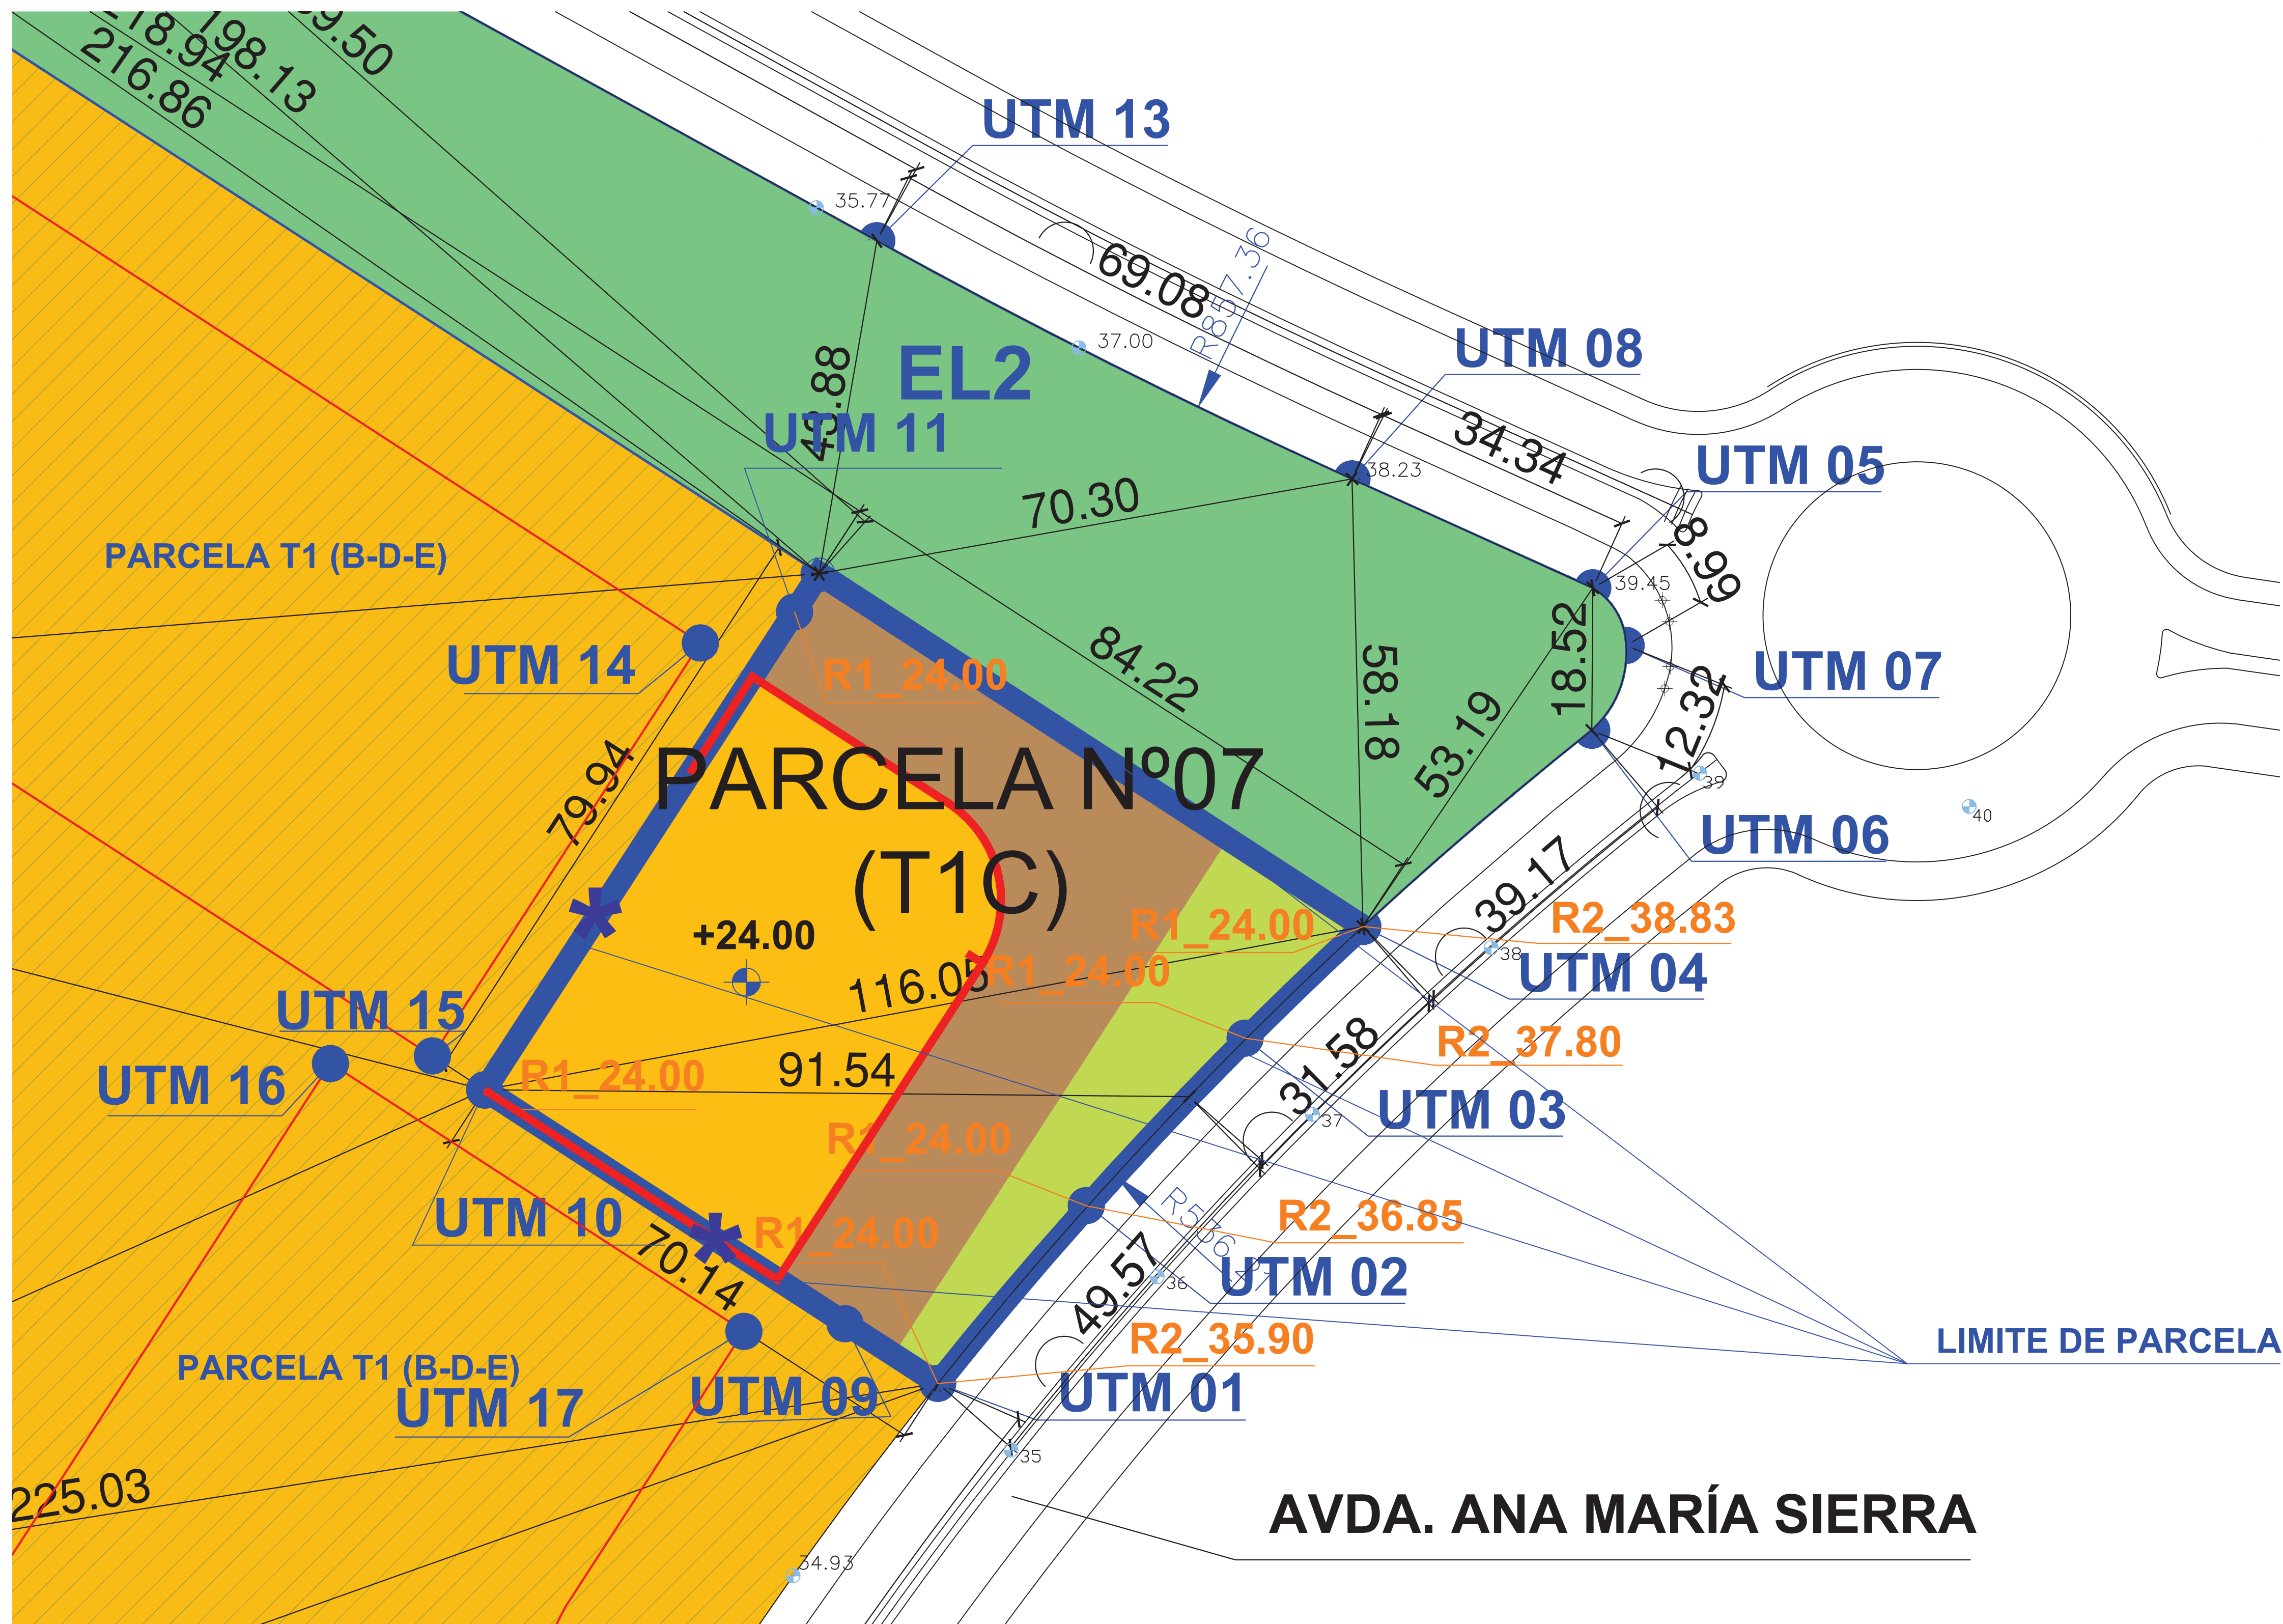 218.94
198.13
216.86
UTM 13
35.77
69.08
R857.36
37.00
UTM 08
EL2
UTM 11
34.34
38.23
UTM 05
70.30
8.99
39.45
PARCELA T1 (B-D-E)
UTM 14
R1_24.00
84.22
58.18
53.19
18.52
UTM 07
12.32
39
40
UTM 06
79.94
PARCELA Nº07
(T1C)
+24.00
116.05
R1_24.00
R1_24.00
39.17
R2_38.83
38
UTM 04
UTM 15
UTM 16
R1_24.00
91.54
31.58
R2_37.80
37
UTM 03
R1_24.00
UTM 10
70.14
R1_24.00
R2_36.85
49.57
36
UTM 02
R2_35.90
LIMITE DE PARCELA
PARCELA T1 (B-D-E)
UTM 17
UTM 09
UTM 01
35
225.03
AVDA. ANA MARÍA SIERRA
34.93